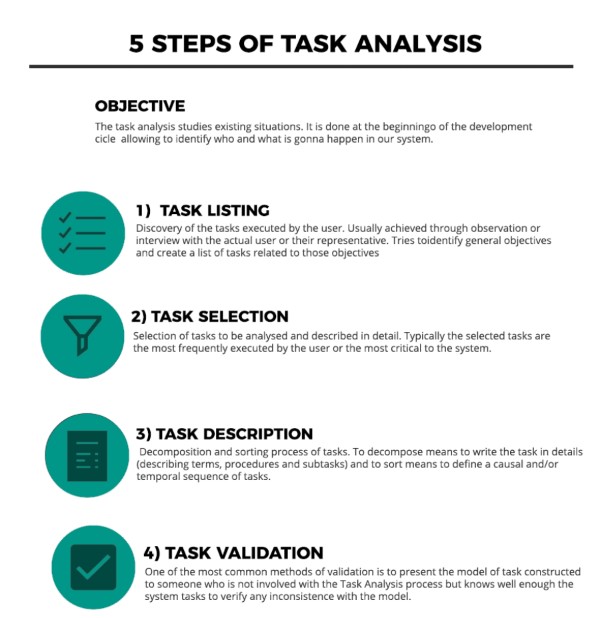 5 STEPS OF TASK ANALYSIS
OBJECTIVE
The task analysis studies existing situations. It is done at the beginningo of the development
cicle allowing to identify who and what is gonna happen in our system.
1) TASK LISTING
Discovery of the tasks executed by the user. Usually achieved through observation or
interview with the actual user or their representative. Tries toidentify general objectives
and create a list of tasks related to those objectives
2) TASK SELECTION
Selection of tasks to be analysed and described in detail. Typically the selected tasks are
the most frequently executed by the user or the most critical to the system.
3) TASK DESCRIPTION
Decomposition and sorting process of tasks. To decompose means to write the task in details
(describing terms, procedures and subtasks) and to sort means to define a causal and/or
temporal sequence of tasks.
4) TASK VALIDATION
One of the most common methods of validation is to present the model of task constructed
to someone who is not involved with the Task Analysis process but knows well enough the
system tasks to verify any inconsistence with the model.